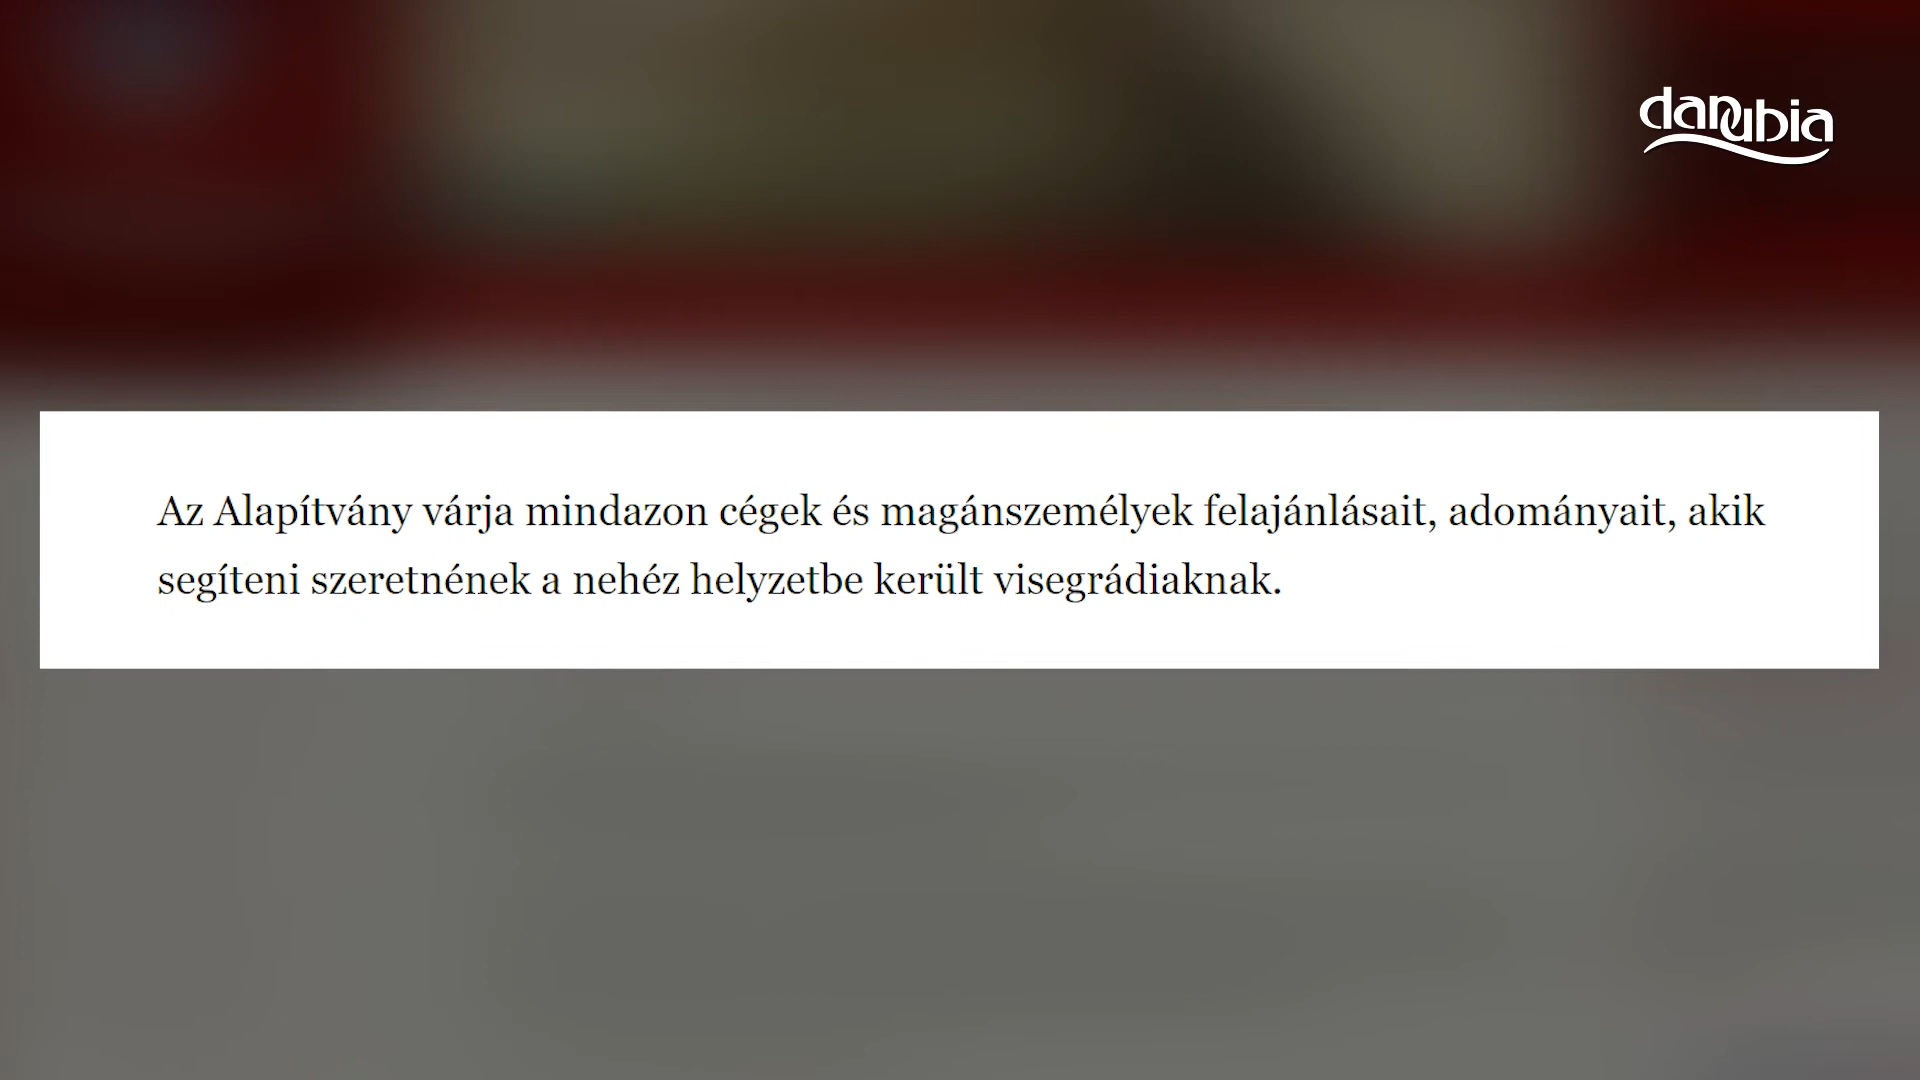 danubia
Az Alapítvány várja mindazon cégek és magánszemélyek felajánlásait, adományait, akik
segíteni szeretnének a nehéz helyzetbe került visegrádiaknak.